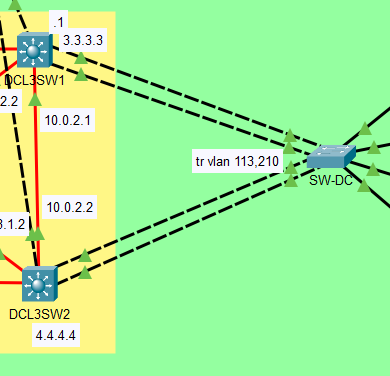 .1
3.3.3.3
DCL3SW1
2.2
10.0.2.1
tr vlan 113,210
SW-DC
10.0.2.2
3.1.2
DCL3SW2
4.4.4.4